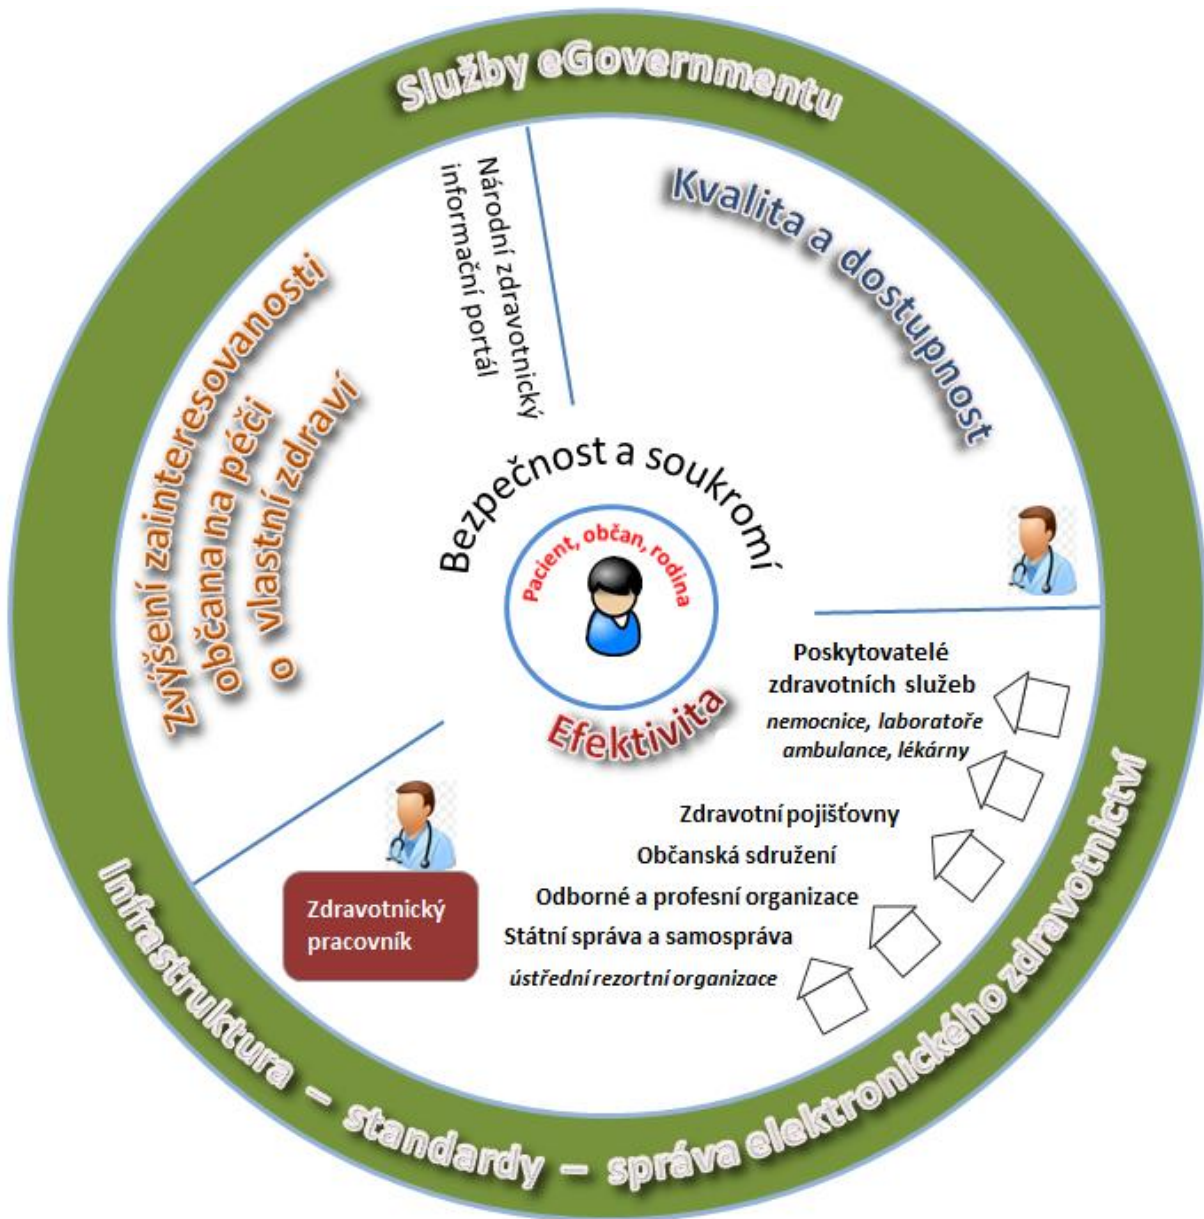 Služby eGovernmentu
Národní zdravotnický
informační portál
Kvalita a dostupnost
Zvýšení zainteresovanosti
občana na péči
o vlastní zdraví
Bezpečnost a soukromí
Pacient, občan, rodina
Efektivita
Poskytovatelé
zdravotních služeb
nemocnice, laboratoře
ambulance, lékárny
Zdravotní pojišťovny
Občanská sdružení
Odborné a profesní organizace
Státní správa a samospráva
ústřední rezortní organizace
Zdravotnický
pracovník
Infrastruktura – standardy – správa elektronického zdravotnictví